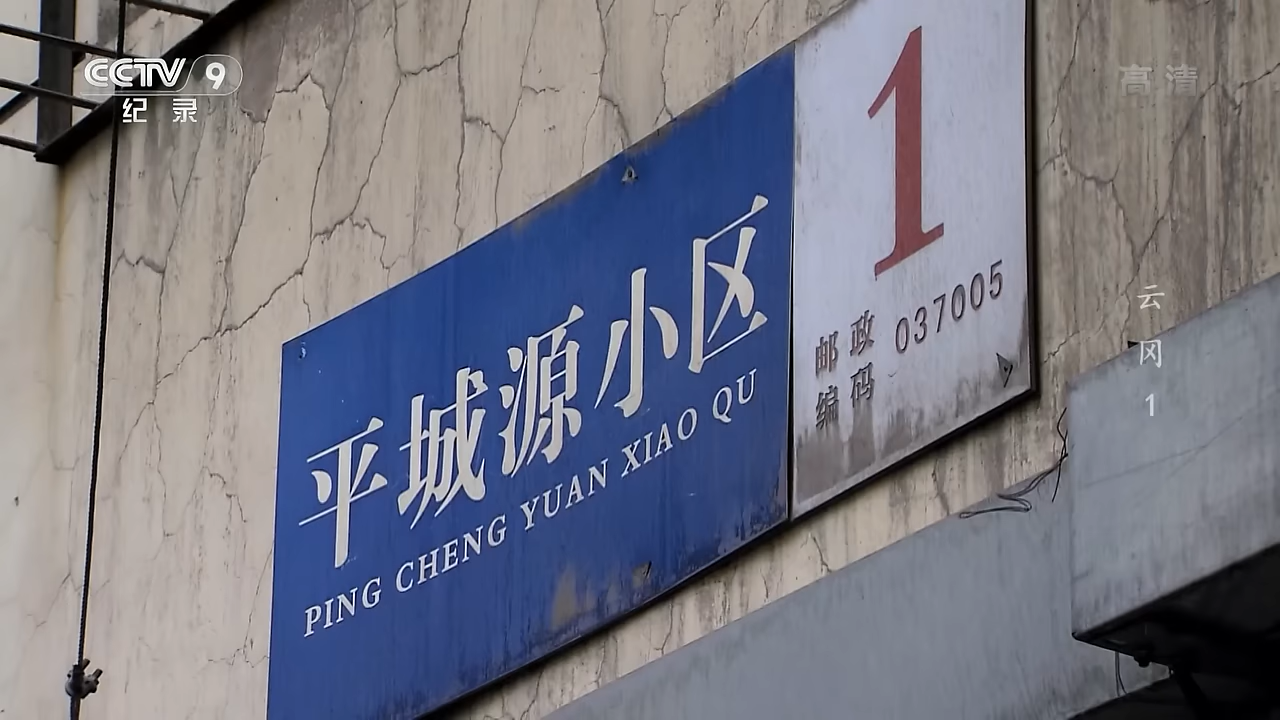 CCTV 9
纪录
高清
平城源小区
PING CHENG YUAN XIAO QU
1
邮政
编码
037005
云冈1